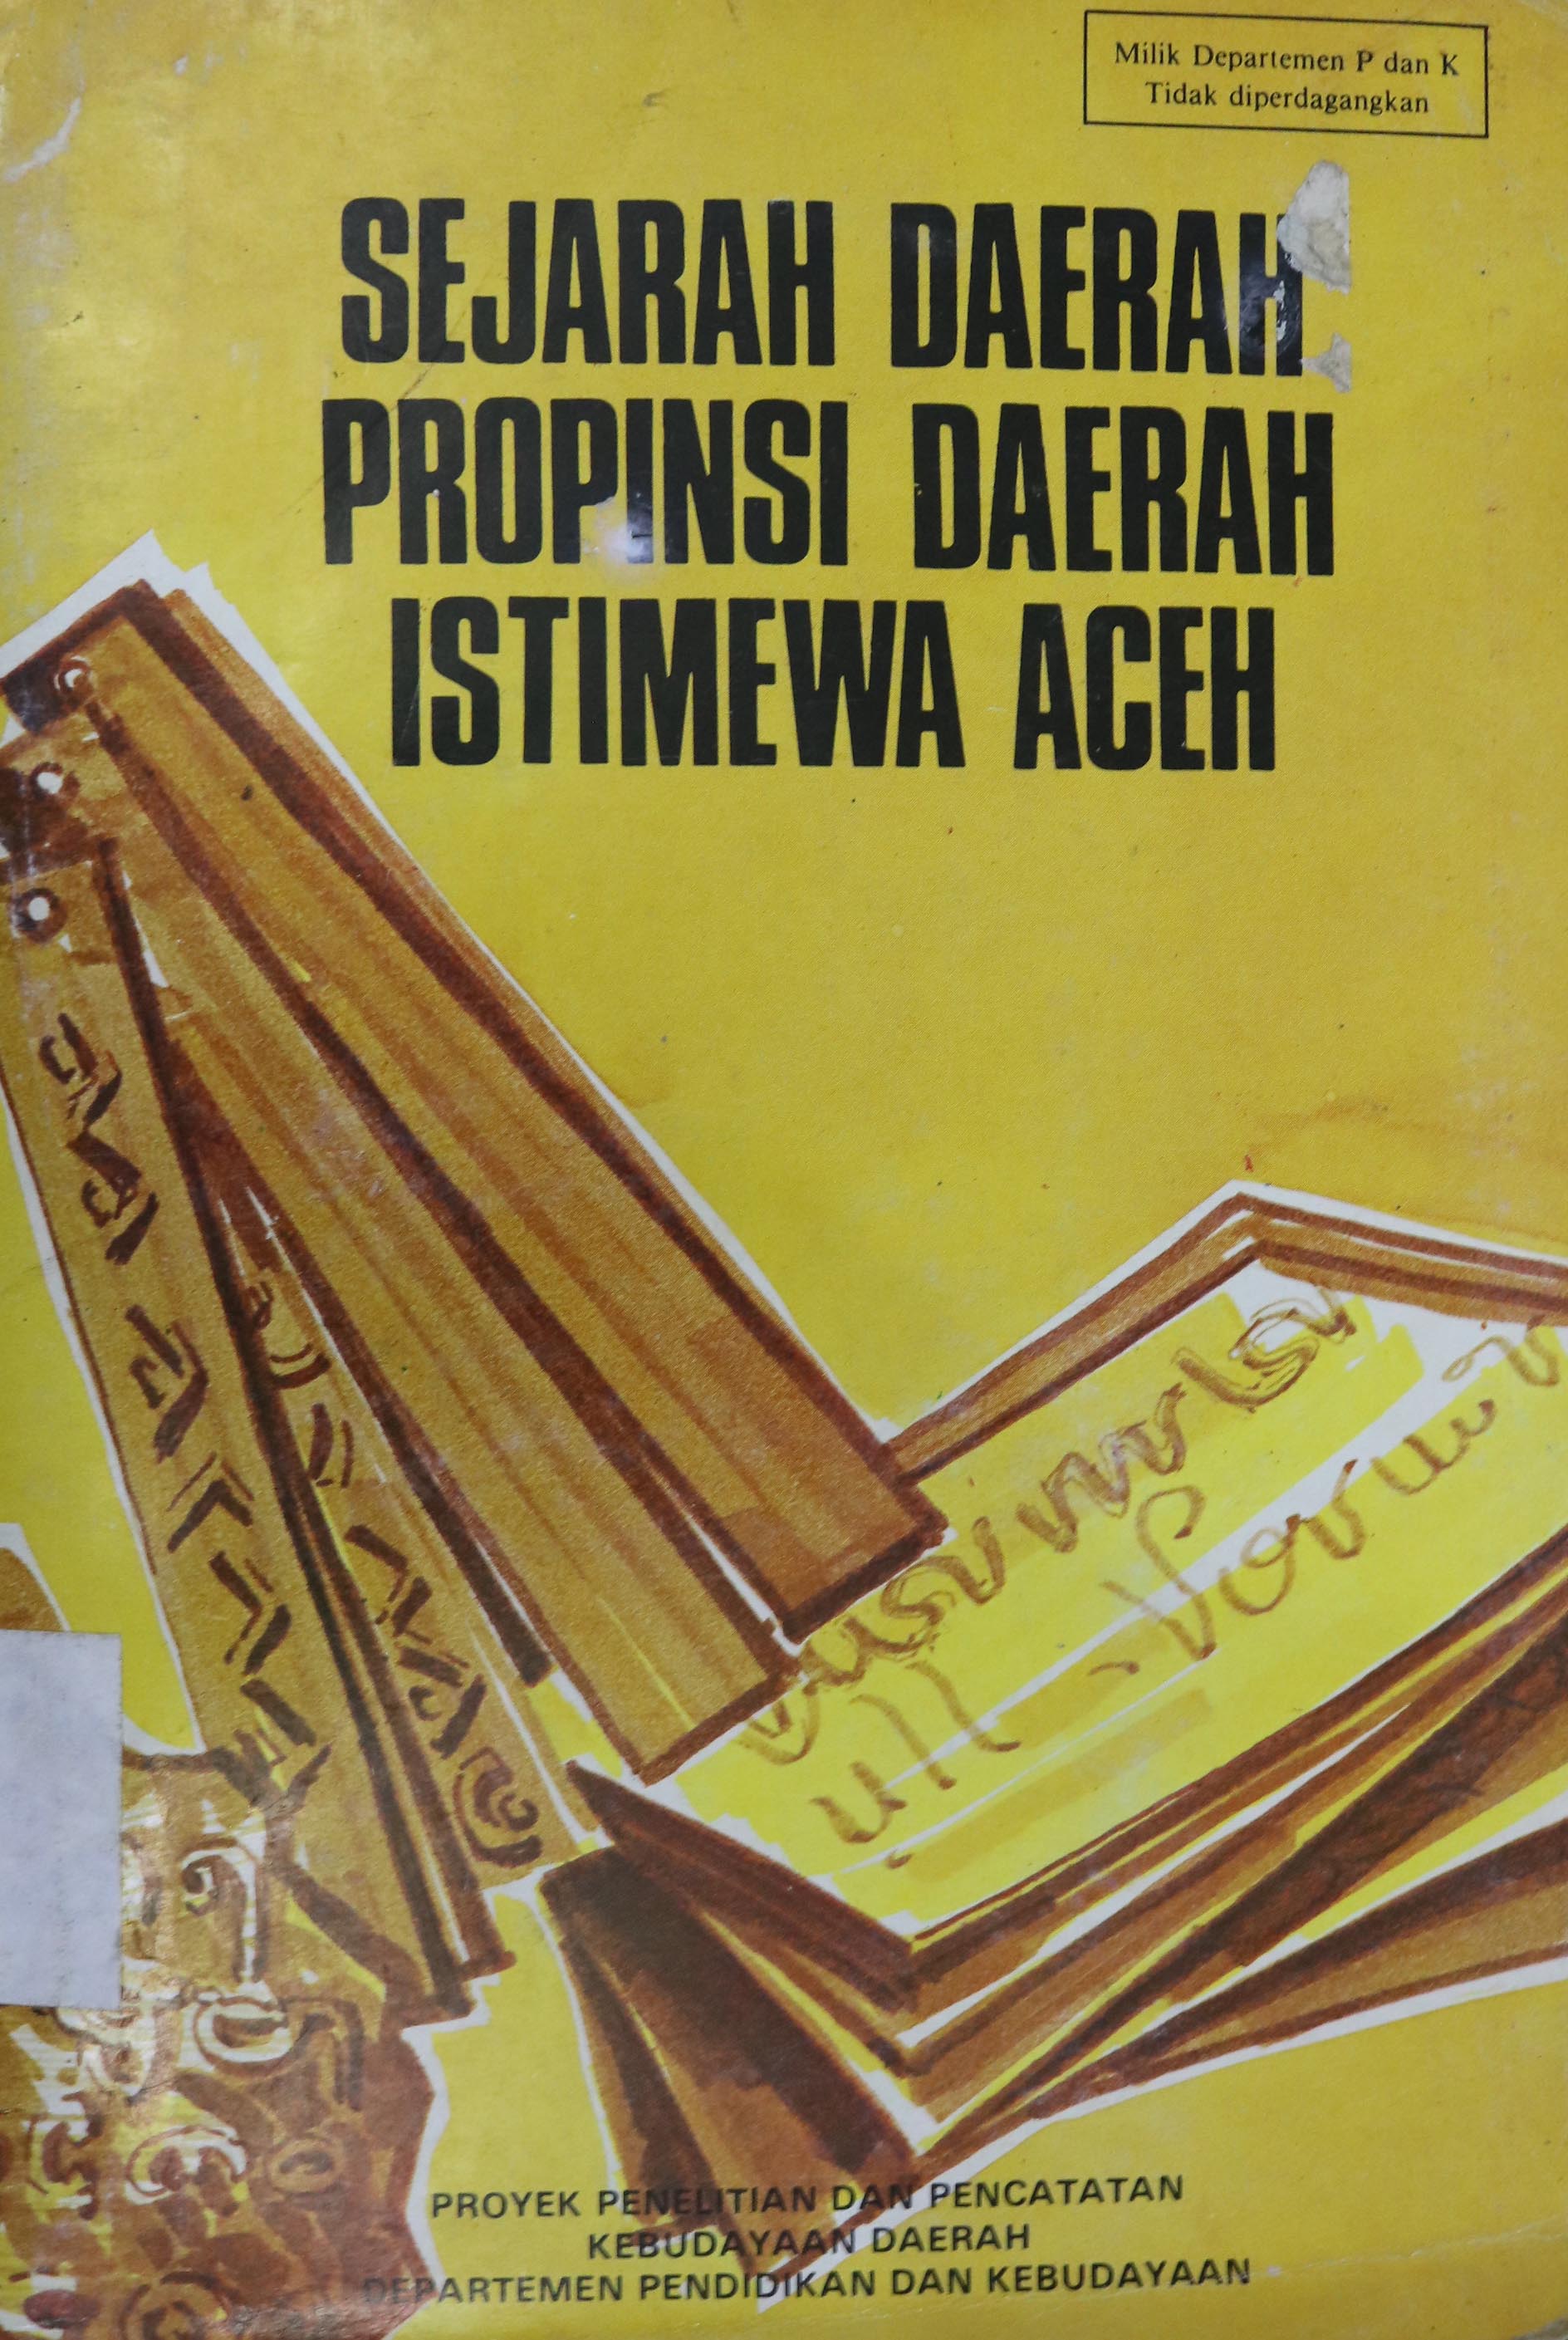 Milik Departemen P dan K
Tidak diperdagangkan
SEJARAH DAERAH
PROPINSI DAERAH
ISTIMEWA ACEH
PROYEK PENELITIAN DAN PENCATATAN
KEBUDAYAAN DAERAH
DEPARTEMEN PENDIDIKAN DAN KEBUDAYAAN